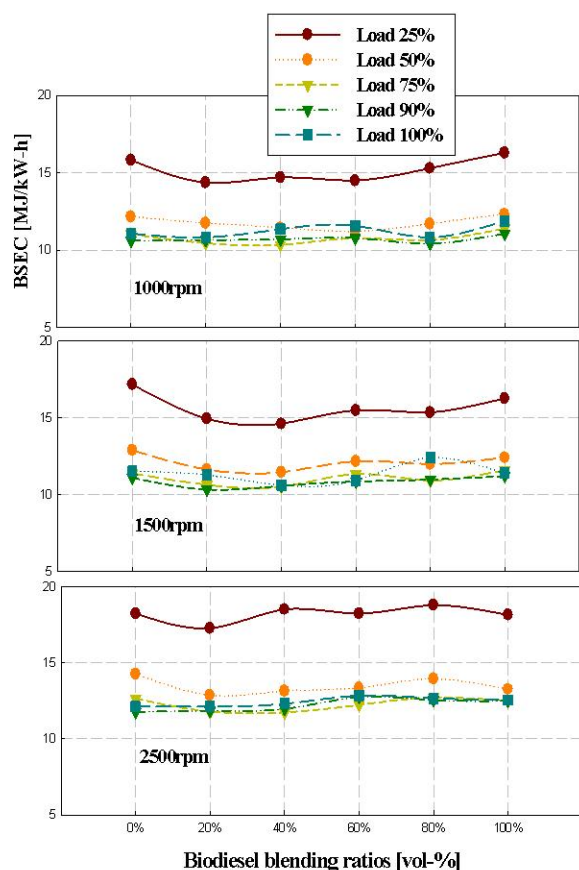 Load 25%
Load 50%
Load 75%
Load 90%
Load 100%
20
15
10
5
BSEC [MJ/kW-h]
1000rpm
20
15
10
5
1500rpm
20
15
10
5
2500rpm
0% 20% 40% 60% 80% 100%
Biodiesel blending ratios [vol-%]